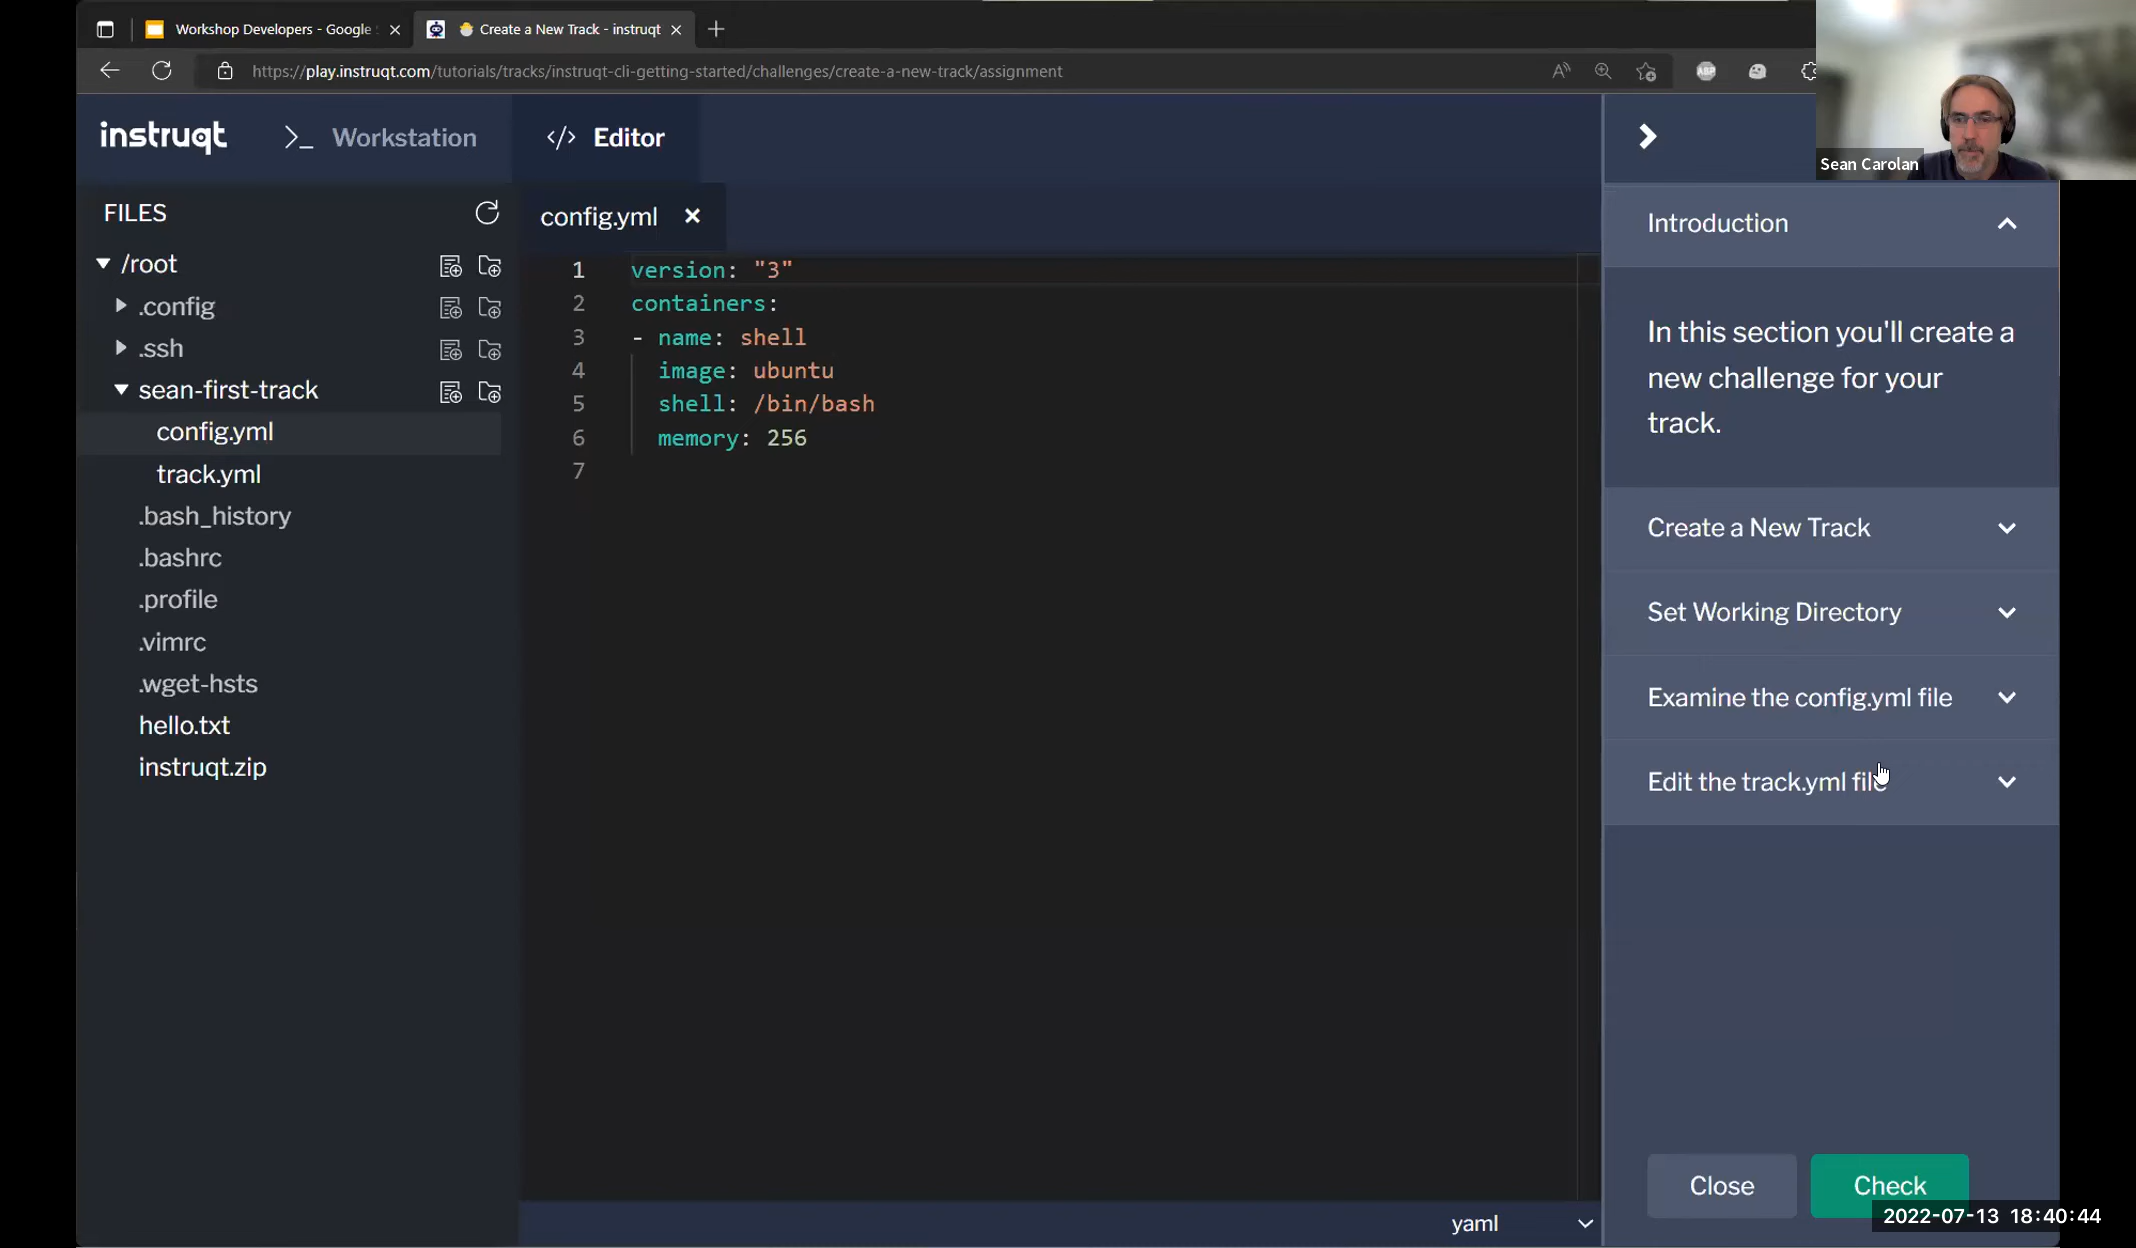 Workshop Developers - Google
Create a New Track - instruqt
https://play.instruqt.com/tutorials/tracks/instruqt-cli-getting-started/challenges/create-a-new-track/assignment
ABP
instruqt
>_ Workstation
</> Editor
Sean Carolan
FILES
/root
.config
.ssh
sean-first-track
config.yml
track.yml
.bash_history
.bashrc
.profile
.vimrc
.wget-hsts
hello.txt
instruqt.zip
config.yml
1 version: "3"
2 containers:
3 - name: shell
4 image: ubuntu
5 shell: /bin/bash
6 memory: 256
7
yaml
Introduction
In this section you'll create a
new challenge for your
track.
Create a New Track
Set Working Directory
Examine the config.yml file
Edit the track.yml file
Close
Check
2022-07-13 18:40:44